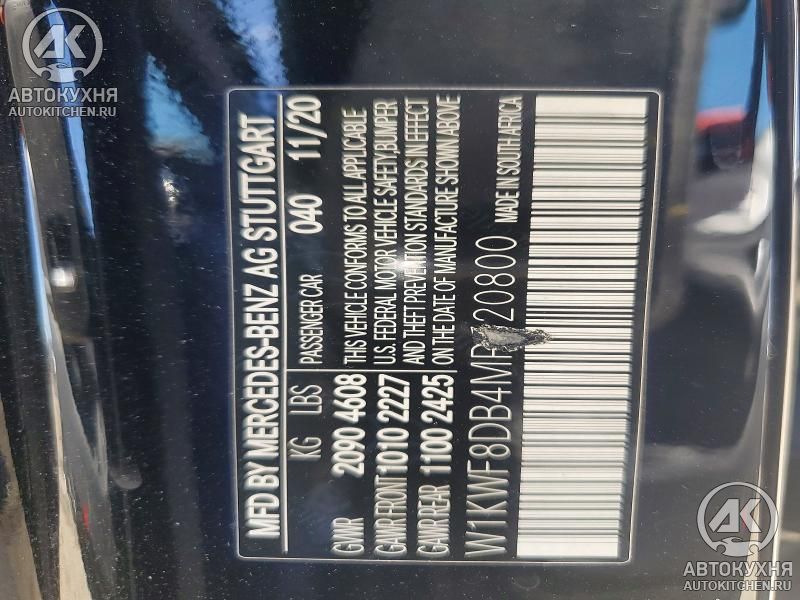 AK
АВТОКУХНЯ
AUTOKITCHEN.RU
MFD BY MERCEDES-BENZ AG STUTTGART
KG LBS PASSENGER CAR 040 11/20
GVWR 2090 4608 THIS VEHICLE CONFORMS TO ALL APPLICABLE
GAWR FRONT 1010 2227 U.S. FEDERAL MOTOR VEHICLE SAFETY, BUMPER
GAWR REAR 1100 2425 AND THEFT PREVENTION STANDARDS IN EFFECT
ON THE DATE OF MANUFACTURE SHOWN ABOVE
W1KWF8DB4MR 20800 MADE IN SOUTH AFRICA
AK
АВТОКУХНЯ
AUTOKITCHEN.RU